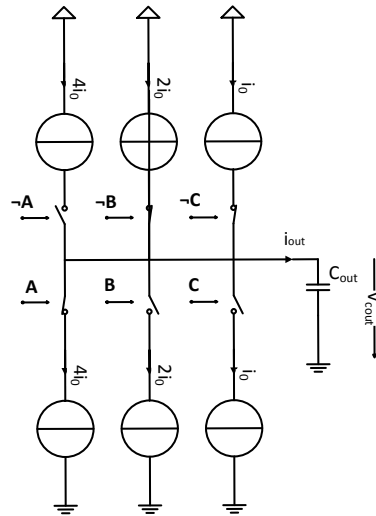 4i₀ 2i₀ i₀
¬A ¬B ¬C
iout
A B C
Cout
vcout
4i₀ 2i₀ i₀